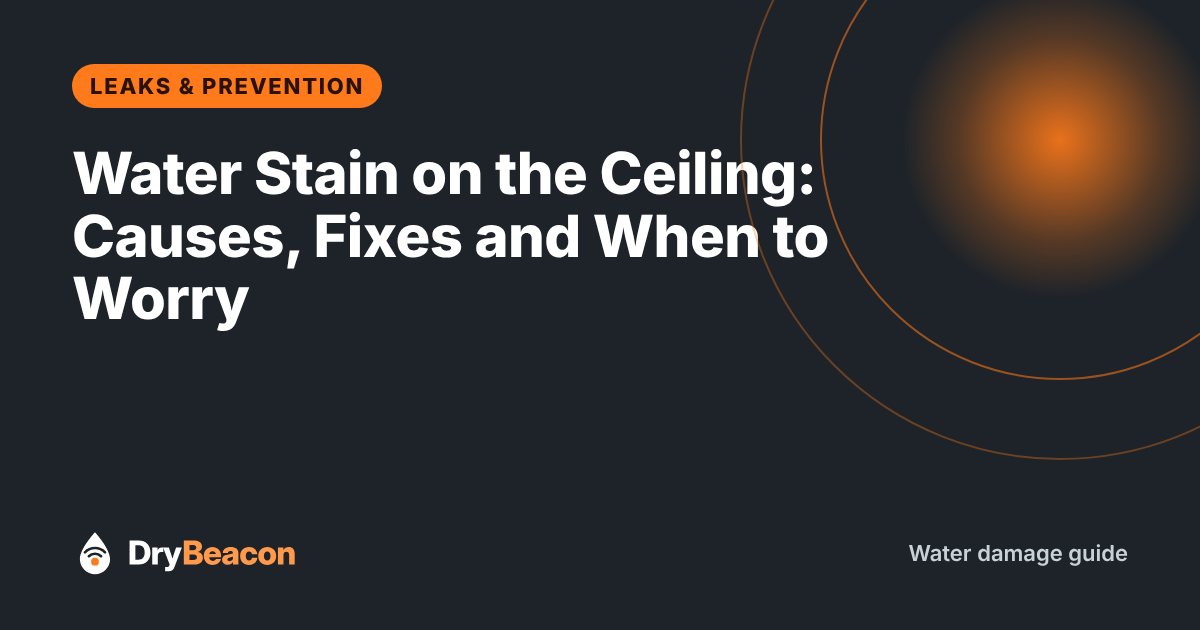 LEAKS & PREVENTION
Water Stain on the Ceiling:
Causes, Fixes and When to
Worry
DryBeacon
Water damage guide